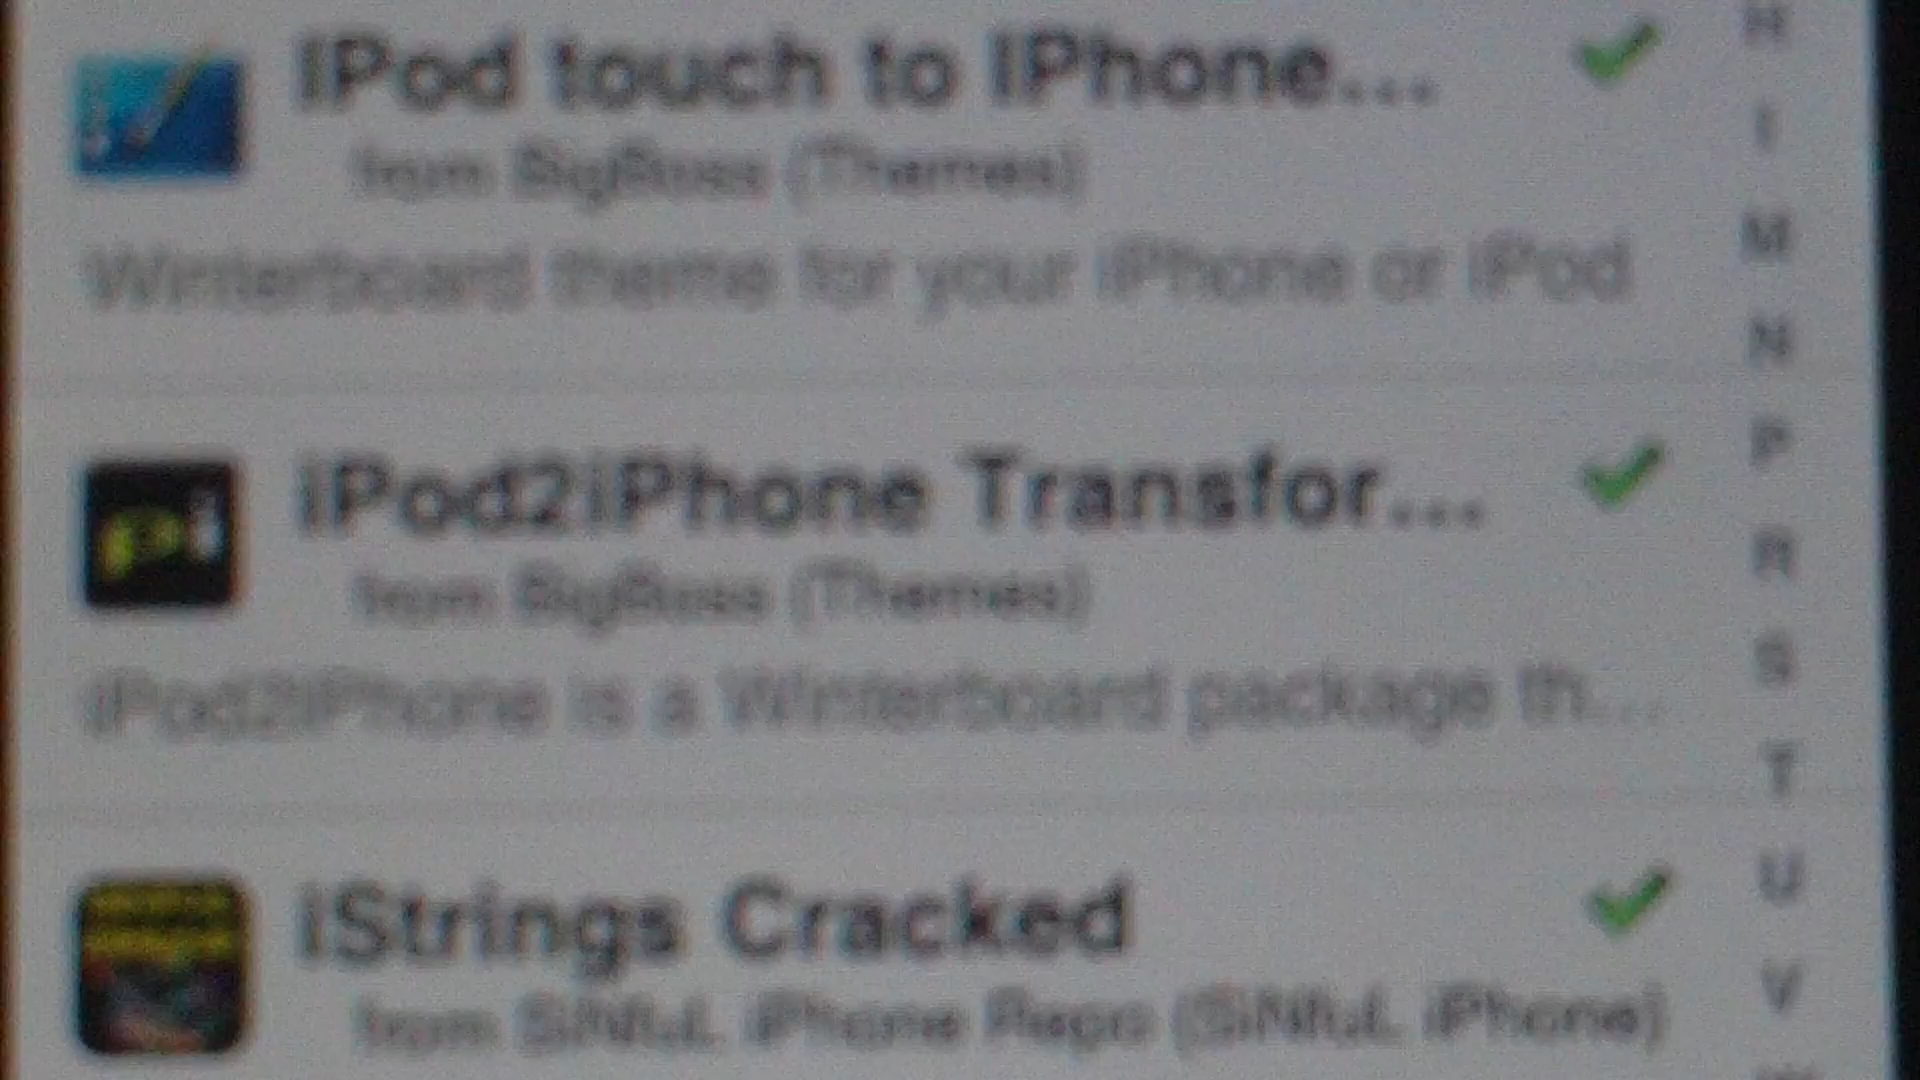 IPod touch to IPhone...
from BigBoss (Themes)
Winterboard theme for your iPhone or iPod
iPod2iPhone Transfor...
from BigBoss (Themes)
iPod2iPhone is a Winterboard package th...
iStrings Cracked
from SiNfuL iPhone Repo (SiNfuL iPhone)
H
I
M
N
P
R
S
T
U
V